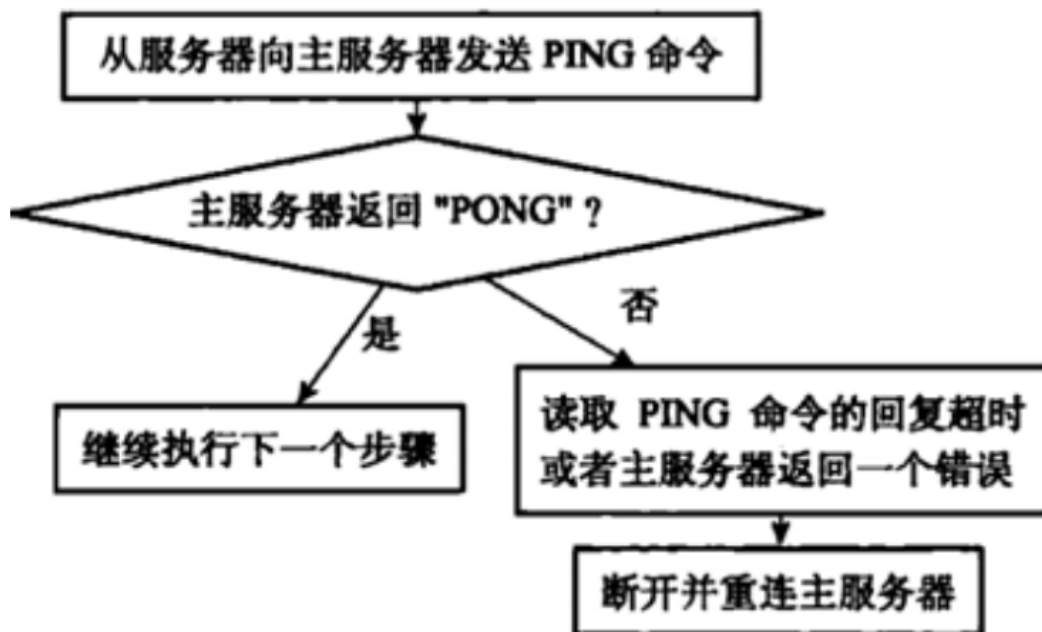 从服务器向主服务器发送 PING 命令
主服务器返回 "PONG" ?
是
否
继续执行下一个步骤
读取 PING 命令的回复超时
或者主服务器返回一个错误
断开并重连主服务器